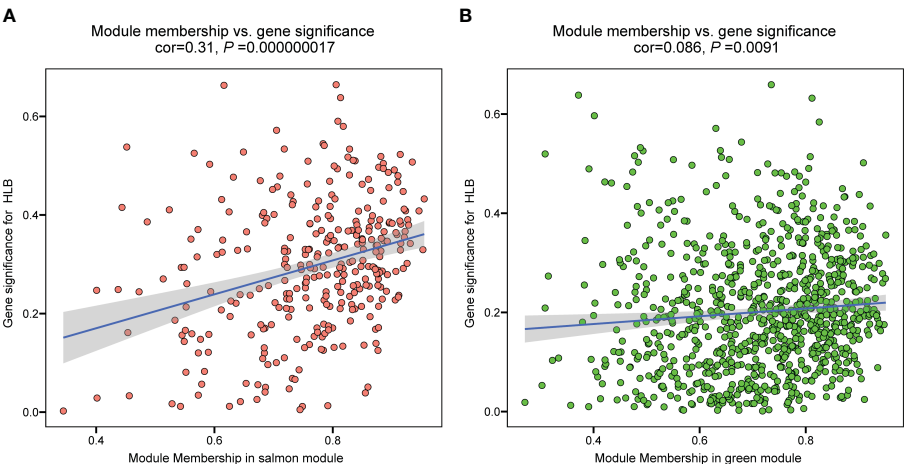 A
Module membership vs. gene significance
cor=0.31, P =0.000000017
Gene significance for HLB
0.6
0.4
0.2
0.0
0.4 0.6 0.8
Module Membership in salmon module
B
Module membership vs. gene significance
cor=0.086, P =0.0091
Gene significance for HLB
0.6
0.4
0.2
0.0
0.4 0.6 0.8
Module Membership in green module